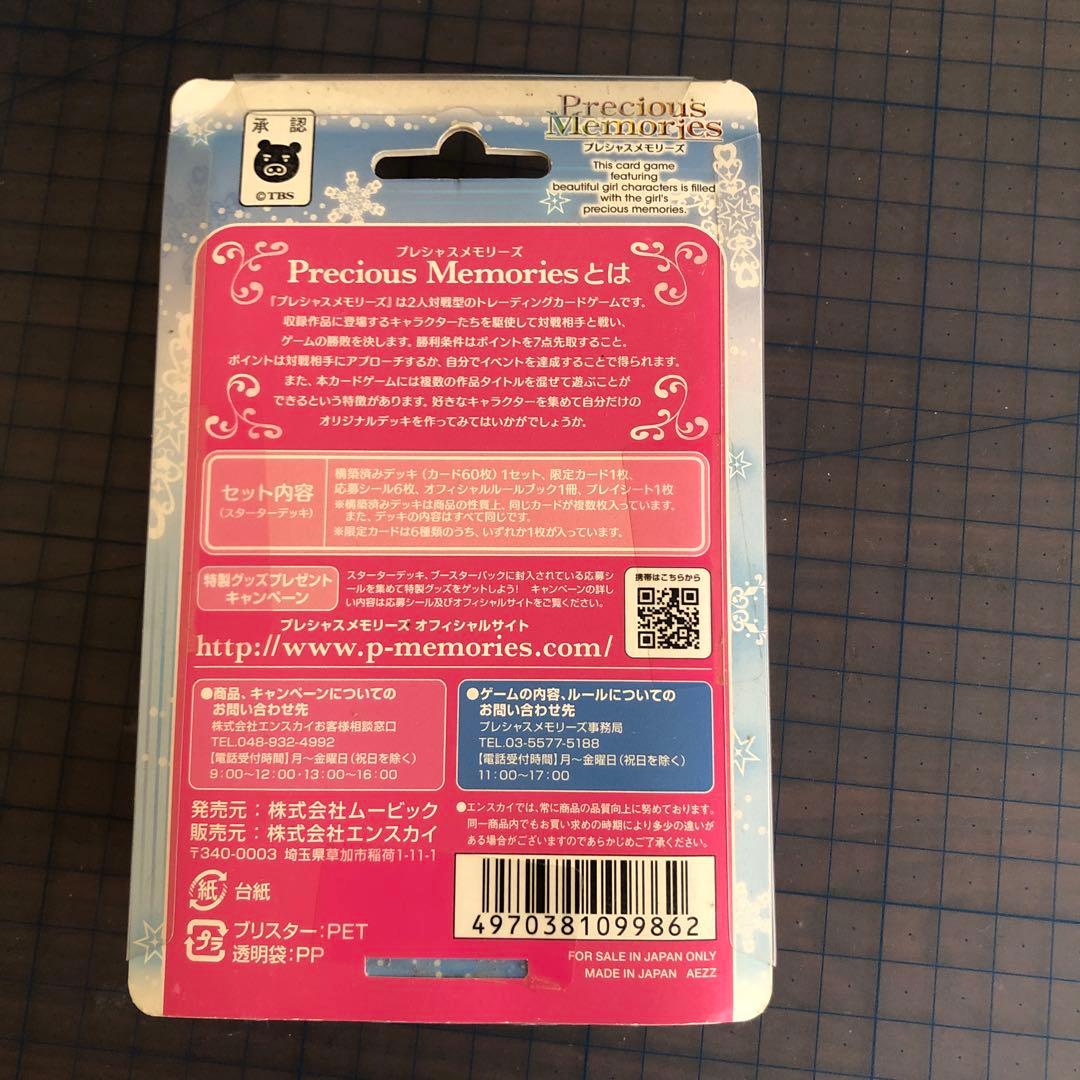 承認
©TBS
Precious Memories
プレシャスメモリーズ
This card game
featuring
beautiful girl characters is filled
with the girl's
precious memories.
プレシャスメモリーズ
Precious Memoriesとは
『プレシャスメモリーズ』は2人対戦型のトレーディングカードゲームです。
収録作品に登場するキャラクターたちを駆使して対戦相手と戦い、
ゲームの勝敗を決します。勝利条件はポイントを7点先取すること。
ポイントは対戦相手にアプローチするか、自分でイベントを達成することで得られます。
また、本カードゲームには複数の作品タイトルを混ぜて遊ぶことが
できるという特徴があります。好きなキャラクターを集めて自分だけの
オリジナルデッキを作ってみてはいかがでしょうか。
セット内容
(スターターデッキ)
構築済みデッキ(カード60枚)1セット、限定カード1枚、
応募シール6枚、オフィシャルルールブック1冊、プレイシート1枚
※構築済みデッキは商品の性質上、同じカードが複数枚入っています。
また、デッキの内容はすべて同じです。
※限定カードは6種類のうち、いずれか1枚が入っています。
特製グッズプレゼント
キャンペーン
スターターデッキ、ブースターパックに封入されている応募シ
ールを集めて特製グッズをゲットしよう! キャンペーンの詳し
い内容は応募シール及びオフィシャルサイトをご覧ください。
携帯はこちらから
プレシャスメモリーズ オフィシャルサイト
http://www.p-memories.com/
●商品、キャンペーンについての
お問い合わせ先
株式会社エンスカイお客様相談窓口
TEL.048-932-4992
【電話受付時間】月〜金曜日(祝日を除く)
9:00〜12:00・13:00〜16:00
●ゲームの内容、ルールについての
お問い合わせ先
プレシャスメモリーズ事務局
TEL.03-5577-5188
【電話受付時間】月〜金曜日(祝日を除く)
11:00〜17:00
発売元:株式会社ムービック
販売元:株式会社エンスカイ
〒340-0003 埼玉県草加市稲荷1-11-1
●エンスカイでは、常に商品の品質向上に努めております。
同一商品内でもお買い求めの時期により多少の違いが
ある場合がございますのであらかじめご了承ください。
紙 台紙
プラ ブリスター:PET
透明袋:PP
4970381099862
FOR SALE IN JAPAN ONLY
MADE IN JAPAN AEZZ